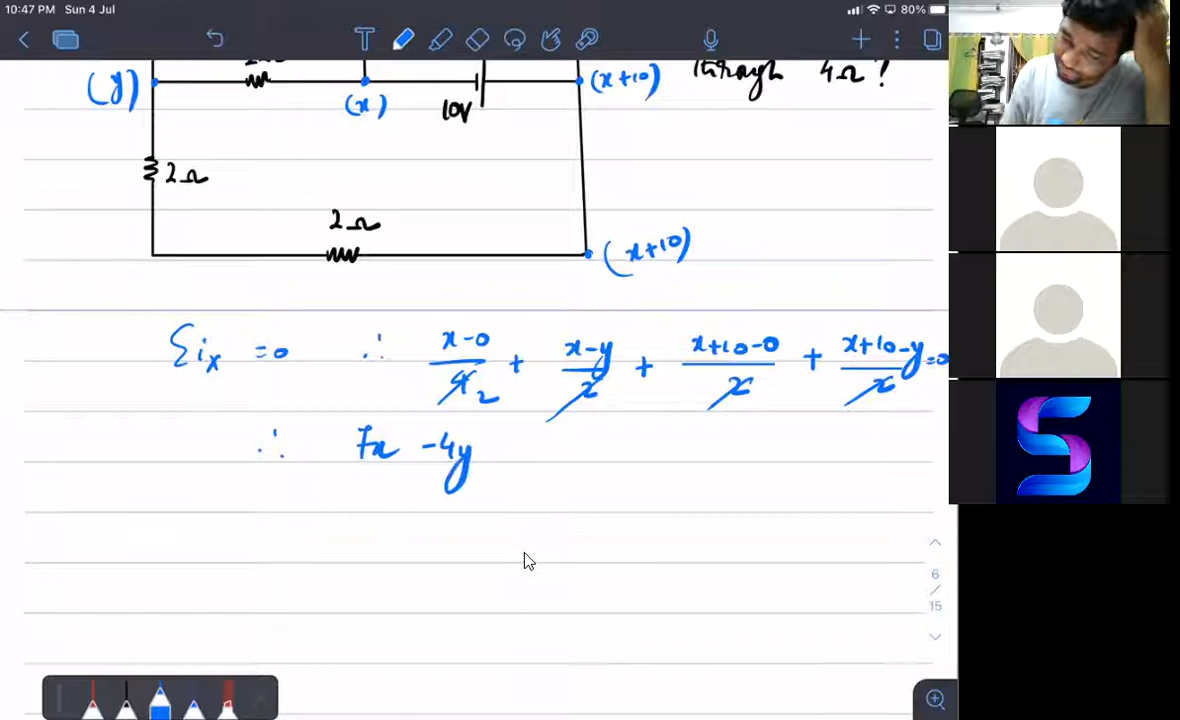 10:47 PM Sun 4 Jul
80%
(y)
(x)
10V
(x+10)
through 4Ω?
2Ω
2Ω
(x+10)
Σix =0 ∴ x-0/4 2 + x-y/2 + x+10-0/2 + x+10-y/2 =0
∴ 7x -4y
6
/
15